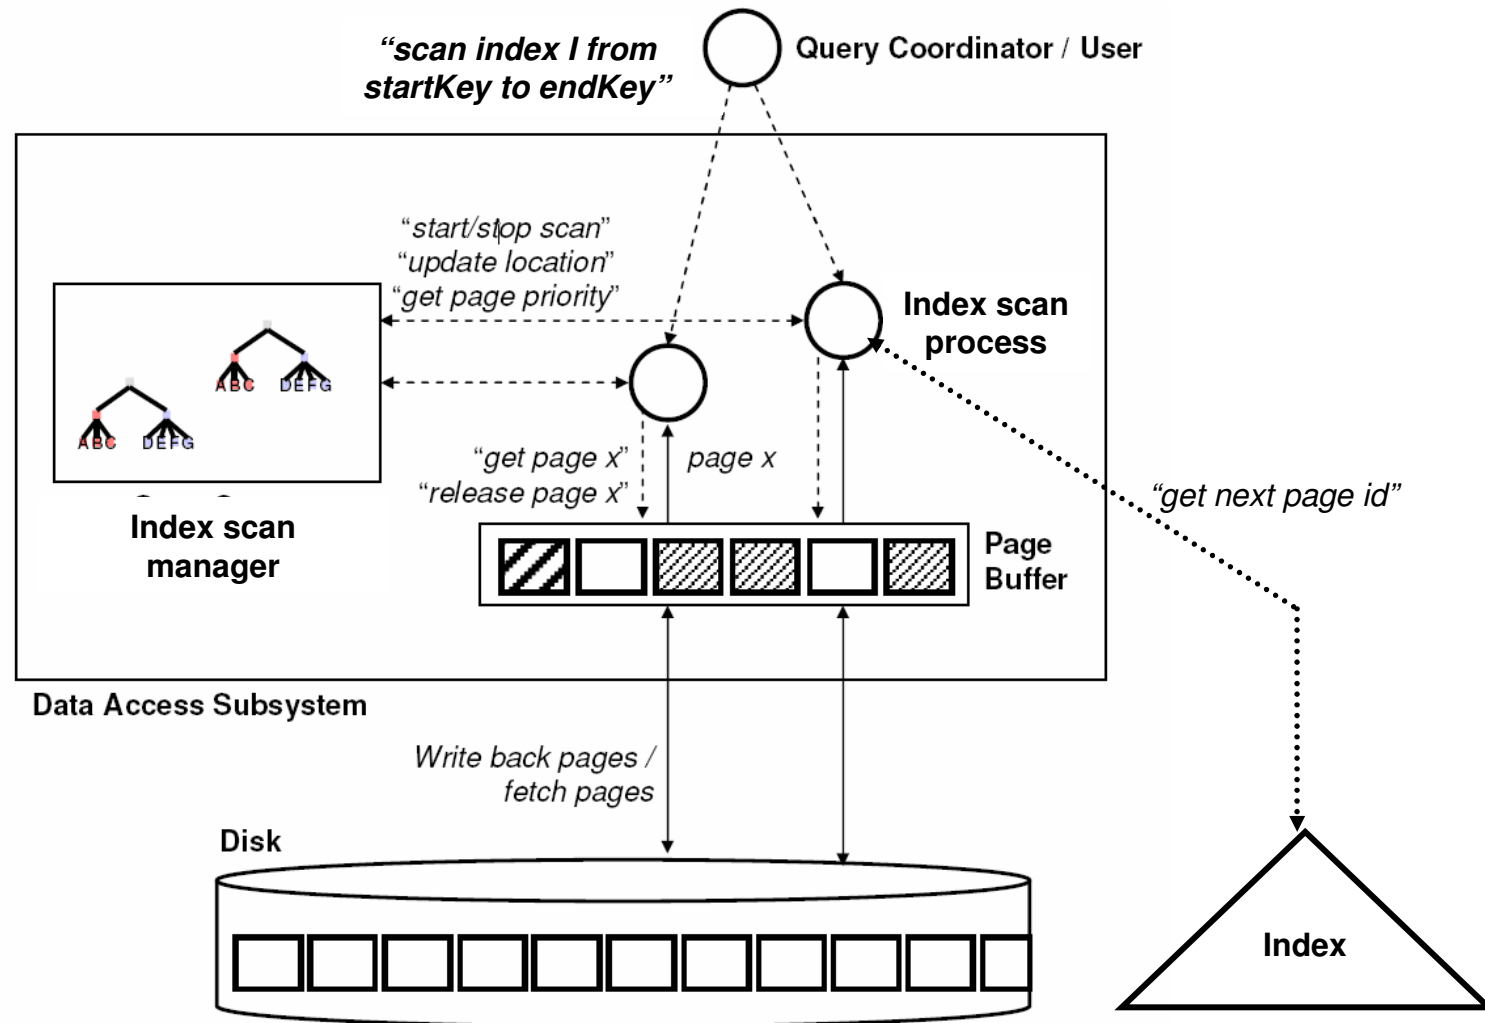 “scan index I from
startKey to endKey”
Query Coordinator / User
“start/stop scan”
“update location”
“get page priority”
Index scan
process
ABC DEFG
ABC DEFG
Index scan
manager
“get page x”
“release page x”
page x
“get next page id”
Page
Buffer
Data Access Subsystem
Write back pages /
fetch pages
Disk
Index